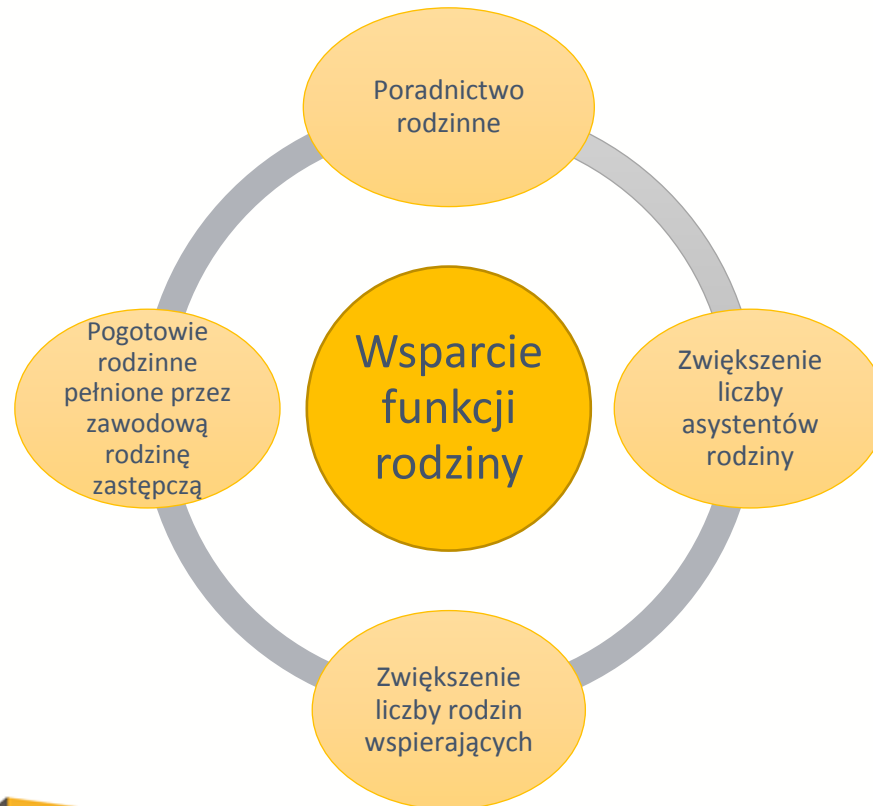 Poradnictwo
rodzinne
Wsparcie
funkcji
rodziny
Zwiększenie
liczby
asystentów
rodziny
Zwiększenie
liczby rodzin
wspierających
Pogotowie
rodzinne
pełnione przez
zawodową
rodzinę
zastępczą